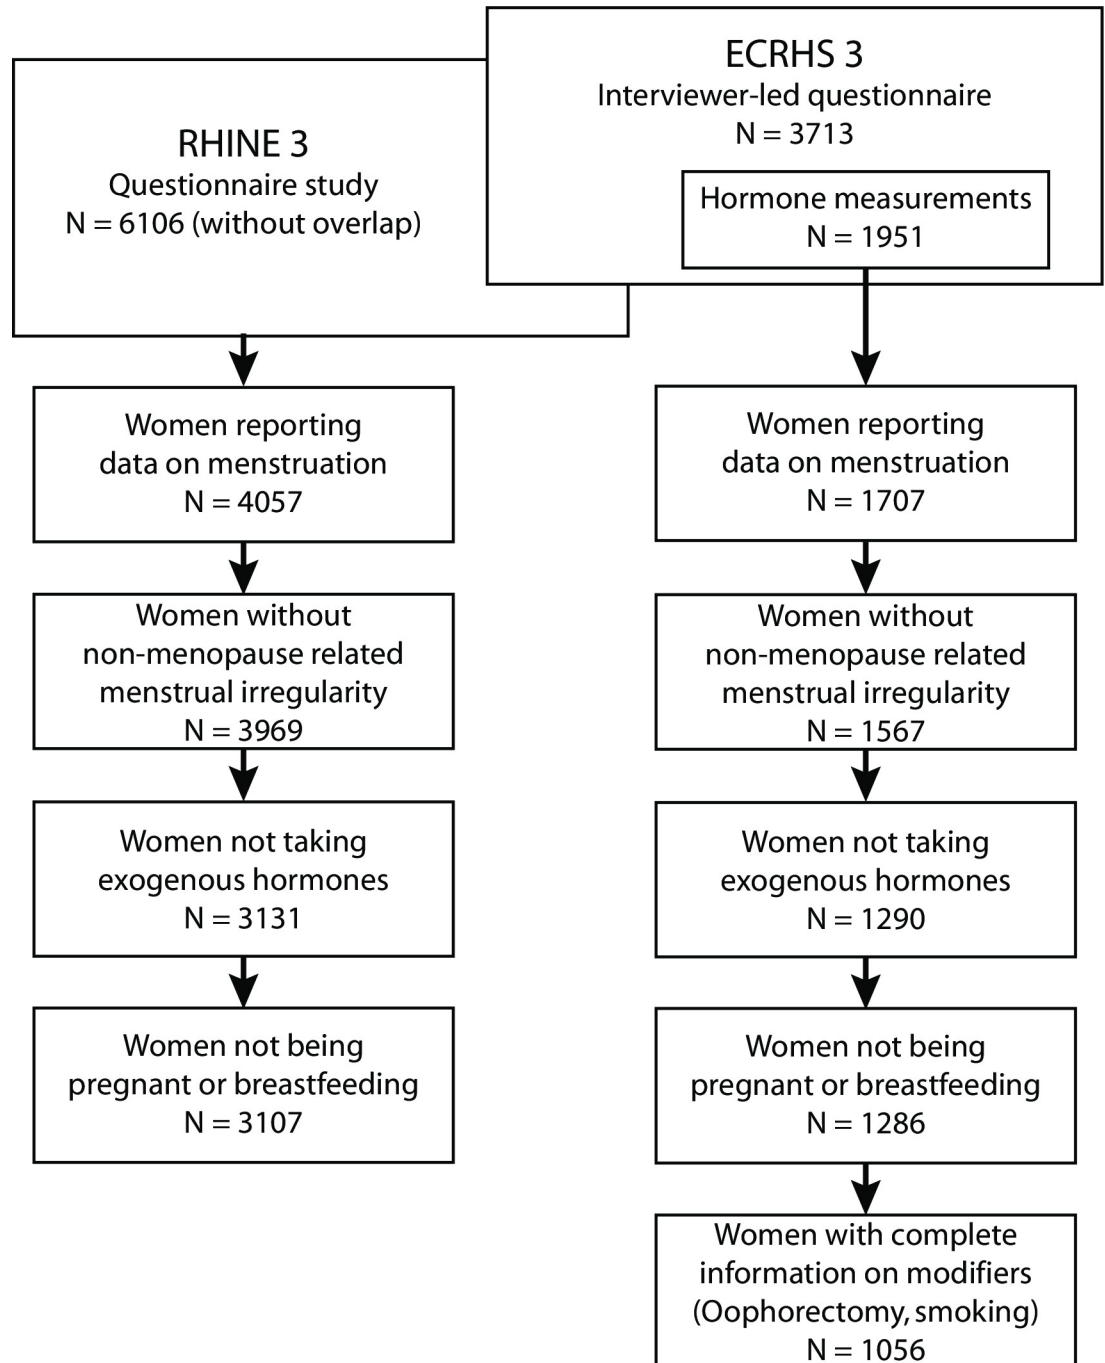 RHINE 3
Questionnaire study
N = 6106 (without overlap)
ECRHS 3
Interviewer-led questionnaire
N = 3713
Hormone measurements
N = 1951
Women reporting
data on menstruation
N = 4057
Women without
non-menopause related
menstrual irregularity
N = 3969
Women not taking
exogenous hormones
N = 3131
Women not being
pregnant or breastfeeding
N = 3107
Women reporting
data on menstruation
N = 1707
Women without
non-menopause related
menstrual irregularity
N = 1567
Women not taking
exogenous hormones
N = 1290
Women not being
pregnant or breastfeeding
N = 1286
Women with complete
information on modifiers
(Oophorectomy, smoking)
N = 1056